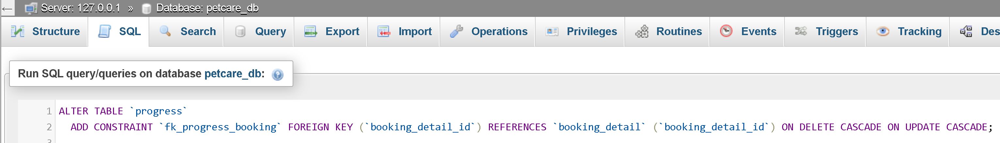 ← Server: 127.0.0.1 » Database: petcare_db
Structure SQL Search Query Export Import Operations Privileges Routines Events Triggers Tracking Des
Run SQL query/queries on database petcare_db:
1 ALTER TABLE `progress`
2 ADD CONSTRAINT `fk_progress_booking` FOREIGN KEY (`booking_detail_id`) REFERENCES `booking_detail` (`booking_detail_id`) ON DELETE CASCADE ON UPDATE CASCADE;
3